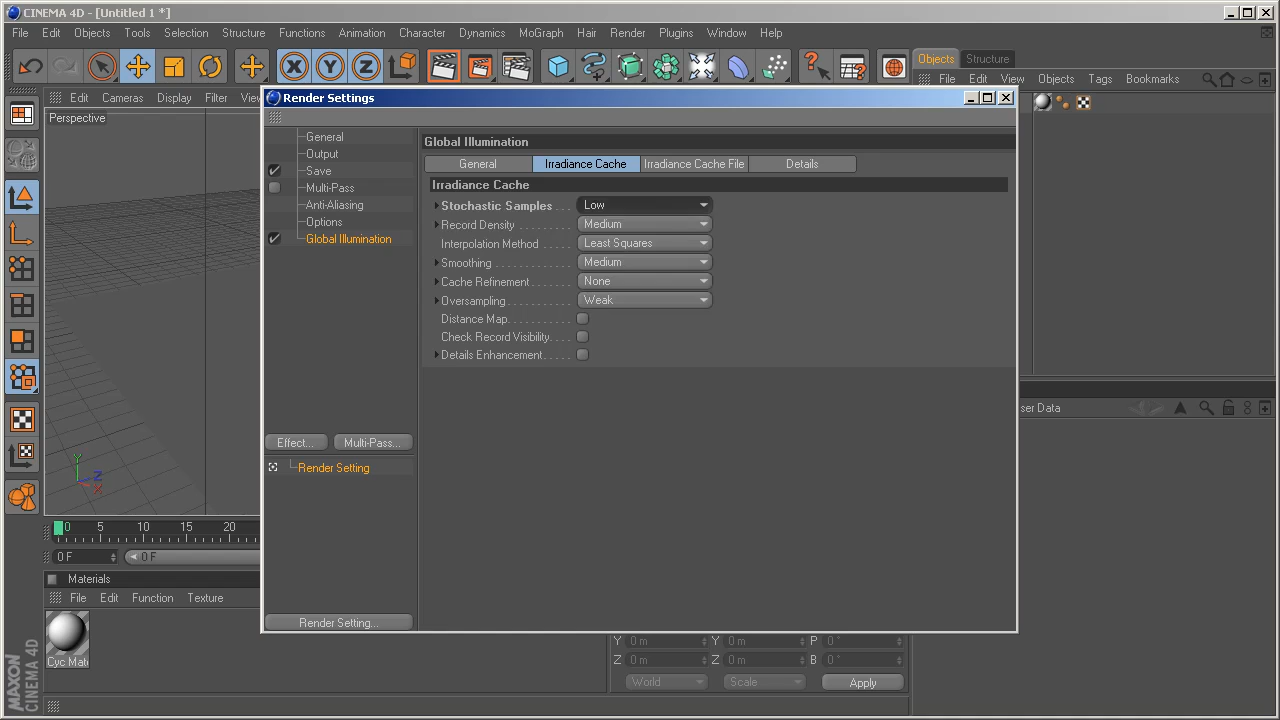 CINEMA 4D - [Untitled 1 *]
File Edit Objects Tools Selection Structure Functions Animation Character Dynamics MoGraph Hair Render Plugins Window Help
Objects Structure
File Edit View Objects Tags Bookmarks
Edit Cameras Display Filter View
Perspective
Render Settings
General
Output
Save
Multi-Pass
Anti-Aliasing
Options
Global Illumination
Effect... Multi-Pass...
Render Setting
Render Setting...
Global Illumination
General Irradiance Cache Irradiance Cache File Details
Irradiance Cache
Stochastic Samples Low
Record Density Medium
Interpolation Method Least Squares
Smoothing Medium
Cache Refinement None
Oversampling Weak
Distance Map
Check Record Visibility
Details Enhancement
ser Data
Y
Z
X
0 5 10 15 20
0 F 0 F
Materials
File Edit Function Texture
Cyc Mate
Y 0 m Y 0 m P 0 °
Z 0 m Z 0 m B 0 °
World Scale Apply
MAXON
CINEMA 4D